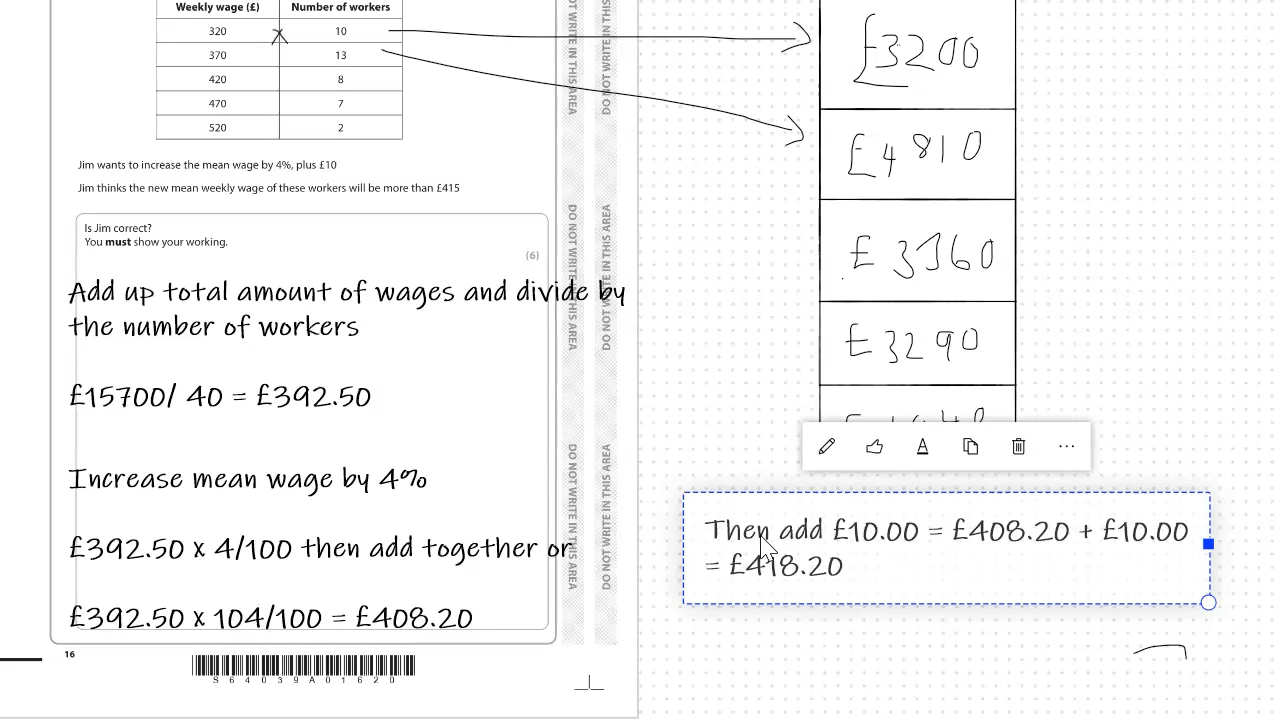 Weekly wage (£) Number of workers
320 x 10
370 13
420 8
470 7
520 2
Jim wants to increase the mean wage by 4%, plus £10
Jim thinks the new mean weekly wage of these workers will be more than £415
Is Jim correct?
You must show your working.
(6)
Add up total amount of wages and divide by
the number of workers
£15700/ 40 = £392.50
Increase mean wage by 4%
£392.50 x 4/100 then add together or
£392.50 x 104/100 = £408.20
16
S64039A01620
NOT WRITE IN THIS AREA
DO NOT WRITE IN THIS AREA
DO NOT WRITE IN THIS AREA
DO NOT WRITE IN THIS AREA
DO NOT WRITE IN THIS AREA
DO NOT WRITE IN THIS AREA
£3200
£4810
£3360
£3290
Then add £10.00 = £408.20 + £10.00
= £418.20